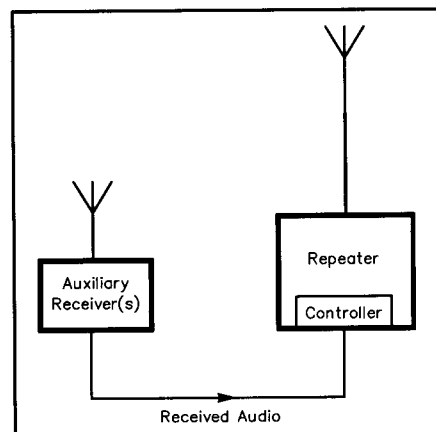 Auxiliary
Receiver(s)
Repeater
Controller
Received Audio